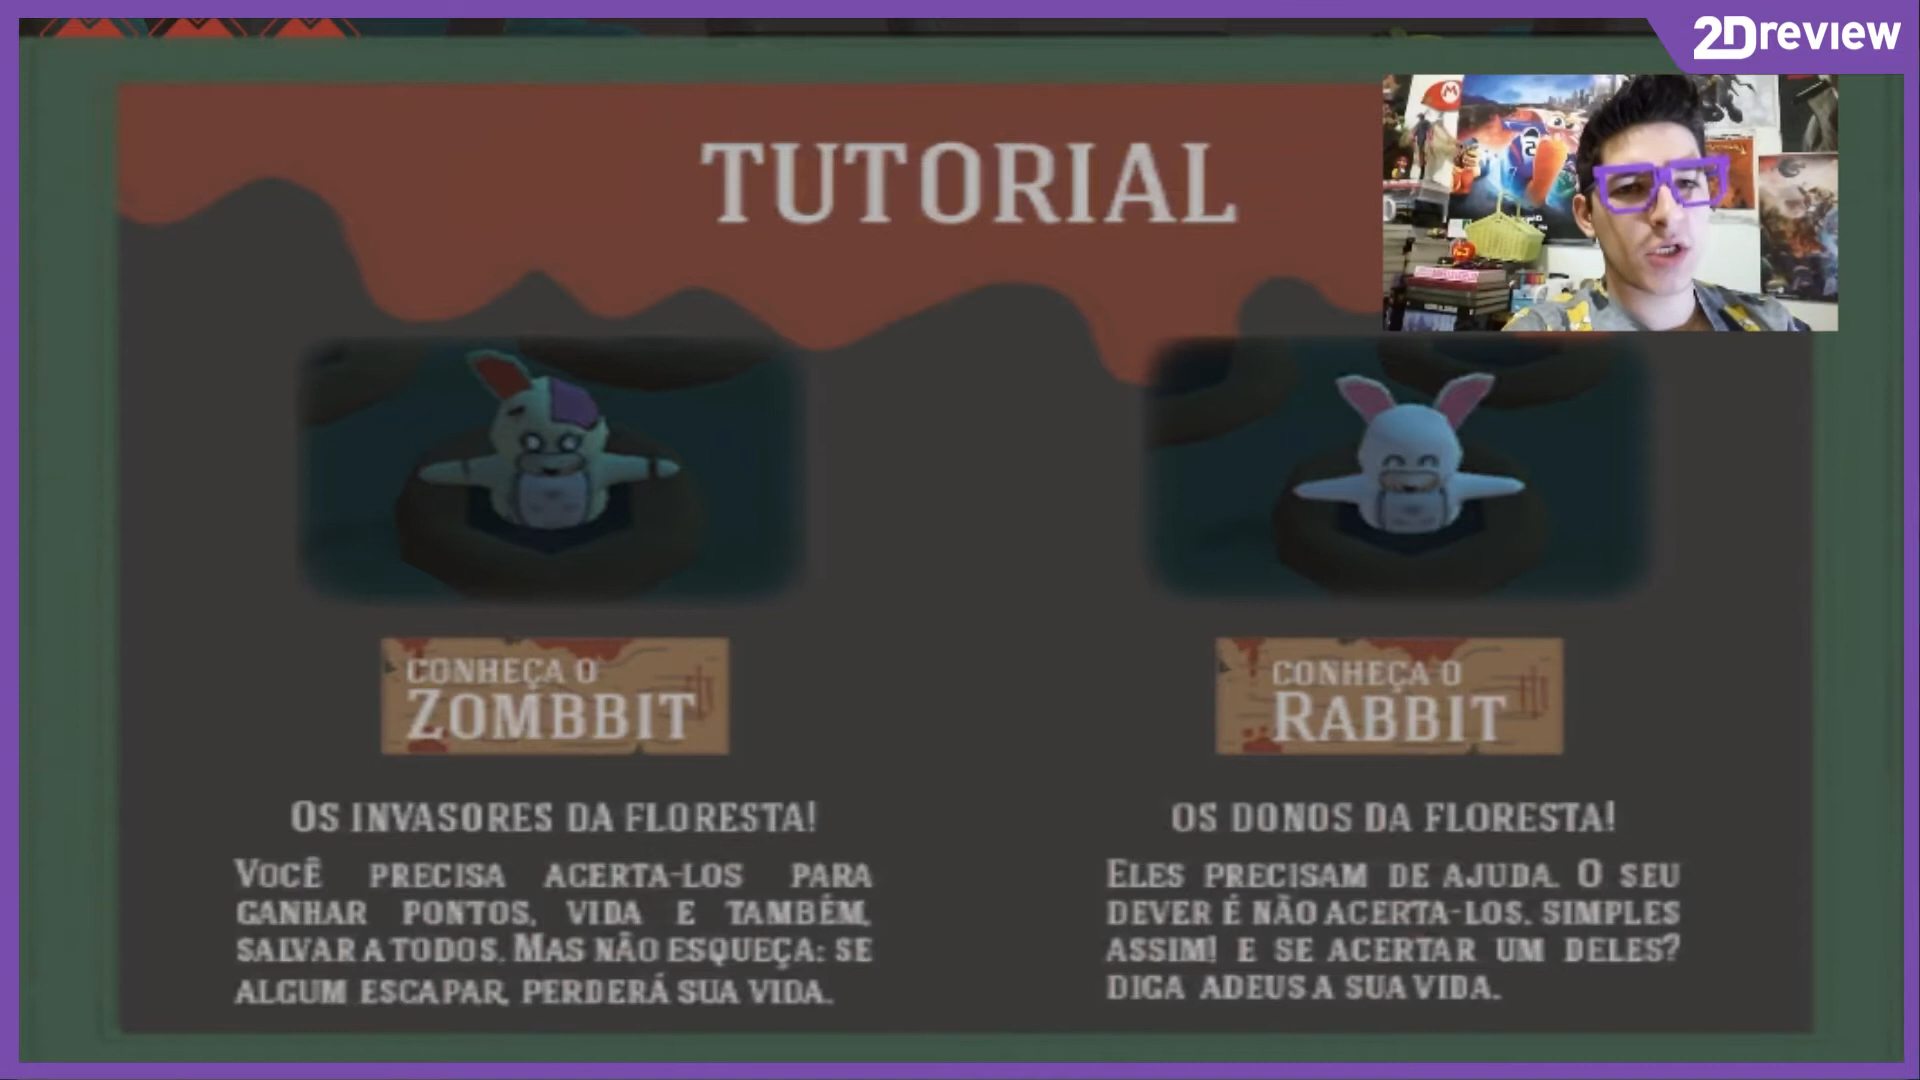 2Dreview
TUTORIAL
CONHEÇA O
ZOMBBIT
CONHEÇA O
RABBIT
OS INVASORES DA FLORESTA!
VOCÊ PRECISA ACERTA-LOS PARA
GANHAR PONTOS, VIDA E TAMBÉM,
SALVAR A TODOS. MAS NÃO ESQUEÇA: SE
ALGUM ESCAPAR, PERDERÁ SUA VIDA.
OS DONOS DA FLORESTA!
ELES PRECISAM DE AJUDA. O SEU
DEVER É NÃO ACERTA-LOS. SIMPLES
ASSIM! E SE ACERTAR UM DELES?
DIGA ADEUS A SUA VIDA.